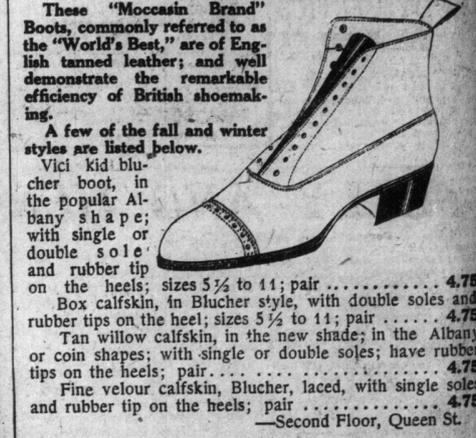 These "Moccasin Brand"
Boots, commonly referred to as
the "World's Best," are of Eng-
lish tanned leather; and well
demonstrate the remarkable
efficiency of British shoemak-
ing.
A few of the fall and winter
styles are listed below.
Vici kid blu-
cher boot, in
the popular Al-
bany shape;
with single or
double sole
and rubber tip
on the heels; sizes 5½ to 11; pair ............ 4.75
Box calfskin, in Blucher style, with double soles and
rubber tips on the heel; sizes 5½ to 11; pair ...... 4.75
Tan willow calfskin, in the new shade; in the Albany
or coin shapes; with single or double soles; have rubber
tips on the heels; pair.... ................ 4.75
Fine velour calfskin, Blucher, laced, with single sole
and rubber tip on the heels; pair ............ 4.75
—Second Floor, Queen St.